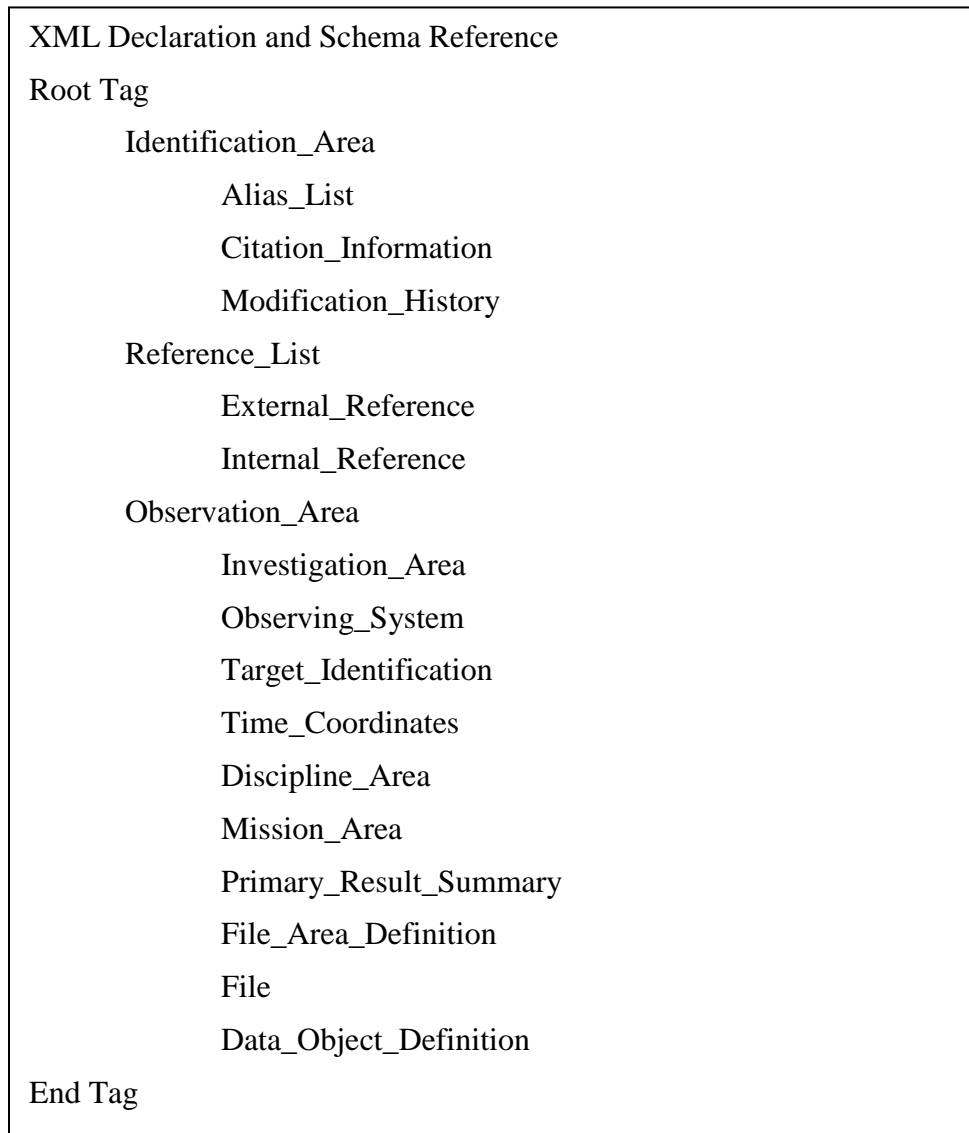 XML Declaration and Schema Reference
Root Tag
Identification_Area
Alias_List
Citation_Information
Modification_History
Reference_List
External_Reference
Internal_Reference
Observation_Area
Investigation_Area
Observing_System
Target_Identification
Time_Coordinates
Discipline_Area
Mission_Area
Primary_Result_Summary
File_Area_Definition
File
Data_Object_Definition
End Tag